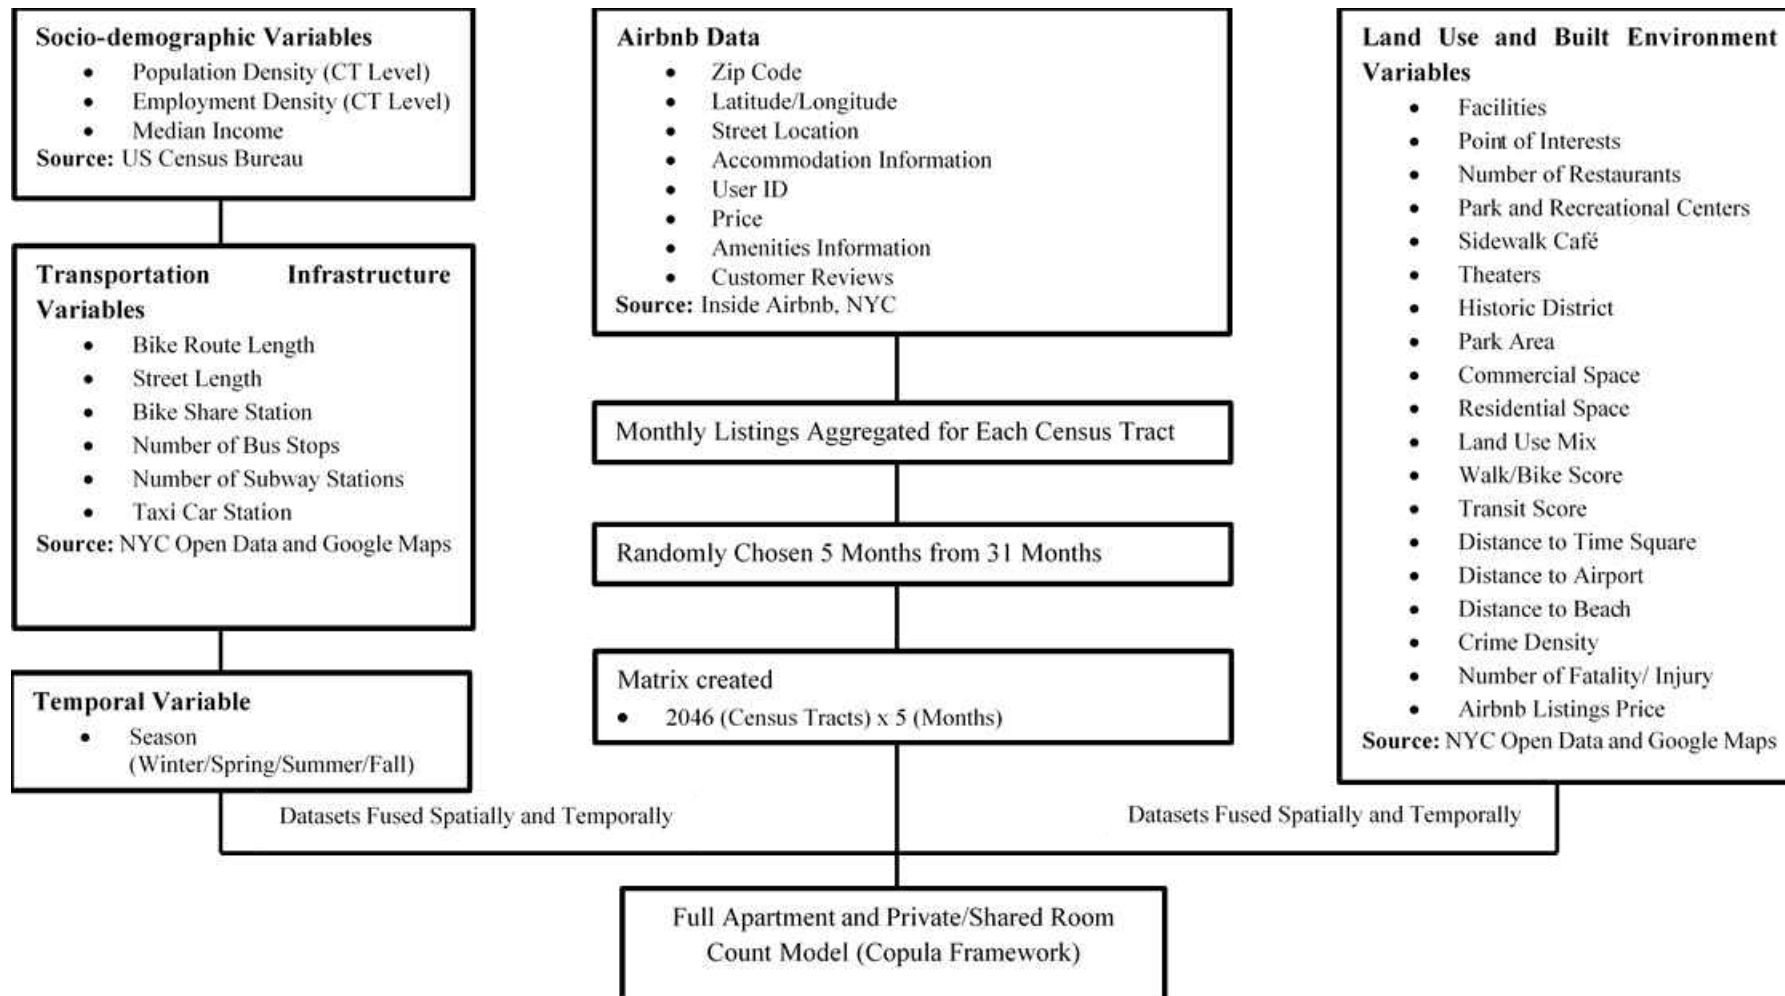 Socio-demographic Variables
• Population Density (CT Level)
• Employment Density (CT Level)
• Median Income
Source: US Census Bureau
Transportation Infrastructure
Variables
• Bike Route Length
• Street Length
• Bike Share Station
• Number of Bus Stops
• Number of Subway Stations
• Taxi Car Station
Source: NYC Open Data and Google Maps
Temporal Variable
• Season
(Winter/Spring/Summer/Fall)
Airbnb Data
• Zip Code
• Latitude/Longitude
• Street Location
• Accommodation Information
• User ID
• Price
• Amenities Information
• Customer Reviews
Source: Inside Airbnb, NYC
Monthly Listings Aggregated for Each Census Tract
Randomly Chosen 5 Months from 31 Months
Matrix created
• 2046 (Census Tracts) x 5 (Months)
Land Use and Built Environment
Variables
• Facilities
• Point of Interests
• Number of Restaurants
• Park and Recreational Centers
• Sidewalk Café
• Theaters
• Historic District
• Park Area
• Commercial Space
• Residential Space
• Land Use Mix
• Walk/Bike Score
• Transit Score
• Distance to Time Square
• Distance to Airport
• Distance to Beach
• Crime Density
• Number of Fatality/ Injury
• Airbnb Listings Price
Source: NYC Open Data and Google Maps
Datasets Fused Spatially and Temporally
Datasets Fused Spatially and Temporally
Full Apartment and Private/Shared Room
Count Model (Copula Framework)